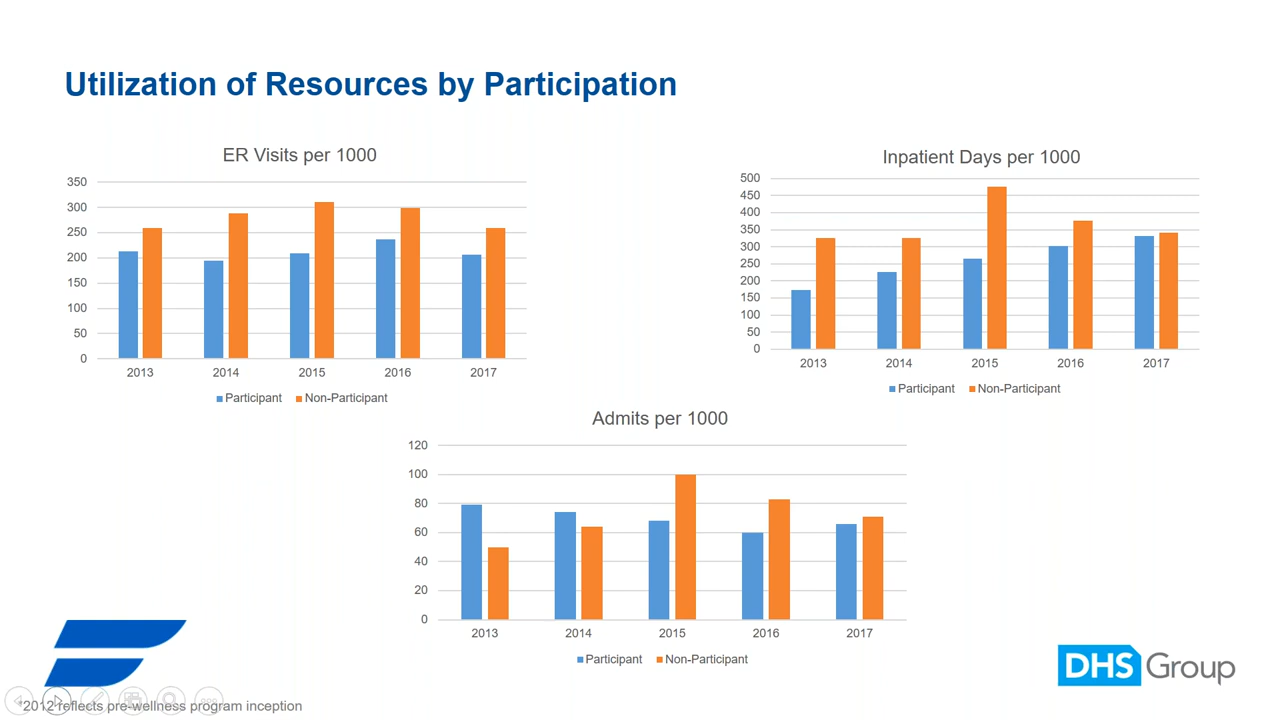 Utilization of Resources by Participation
ER Visits per 1000
350
300
250
200
150
100
50
0
2013 2014 2015 2016 2017
Participant Non-Participant
Inpatient Days per 1000
500
450
400
350
300
250
200
150
100
50
0
2013 2014 2015 2016 2017
Participant Non-Participant
Admits per 1000
120
100
80
60
40
20
0
2013 2014 2015 2016 2017
Participant Non-Participant
DHS Group
*2012 reflects pre-wellness program inception